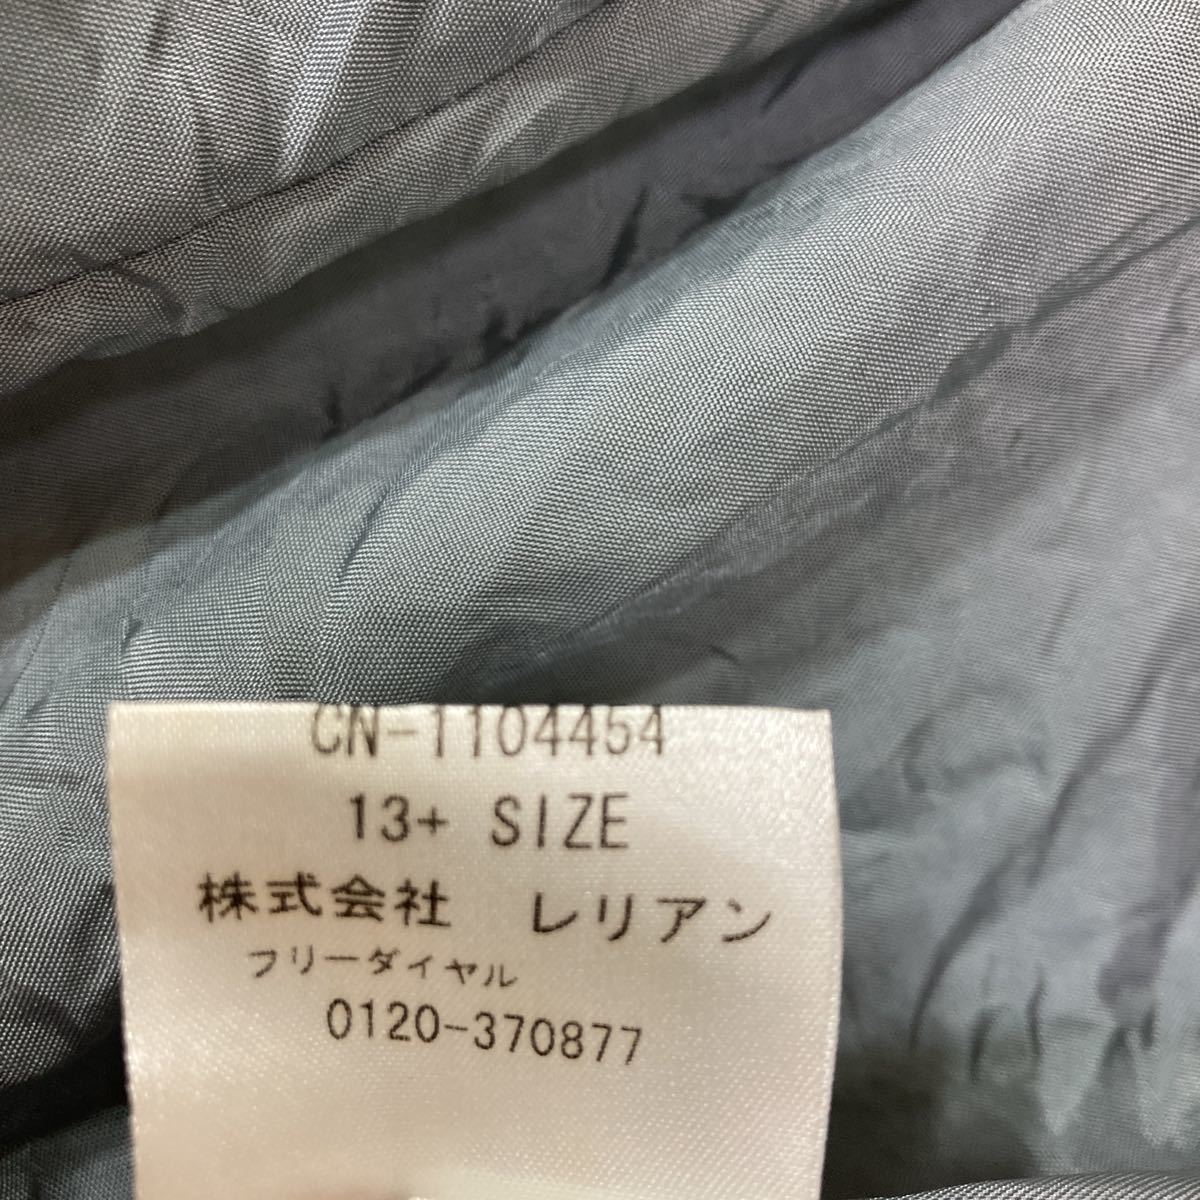 CN-1104454
13+ SIZE
株式会社　レリアン
フリーダイヤル
0120-370877